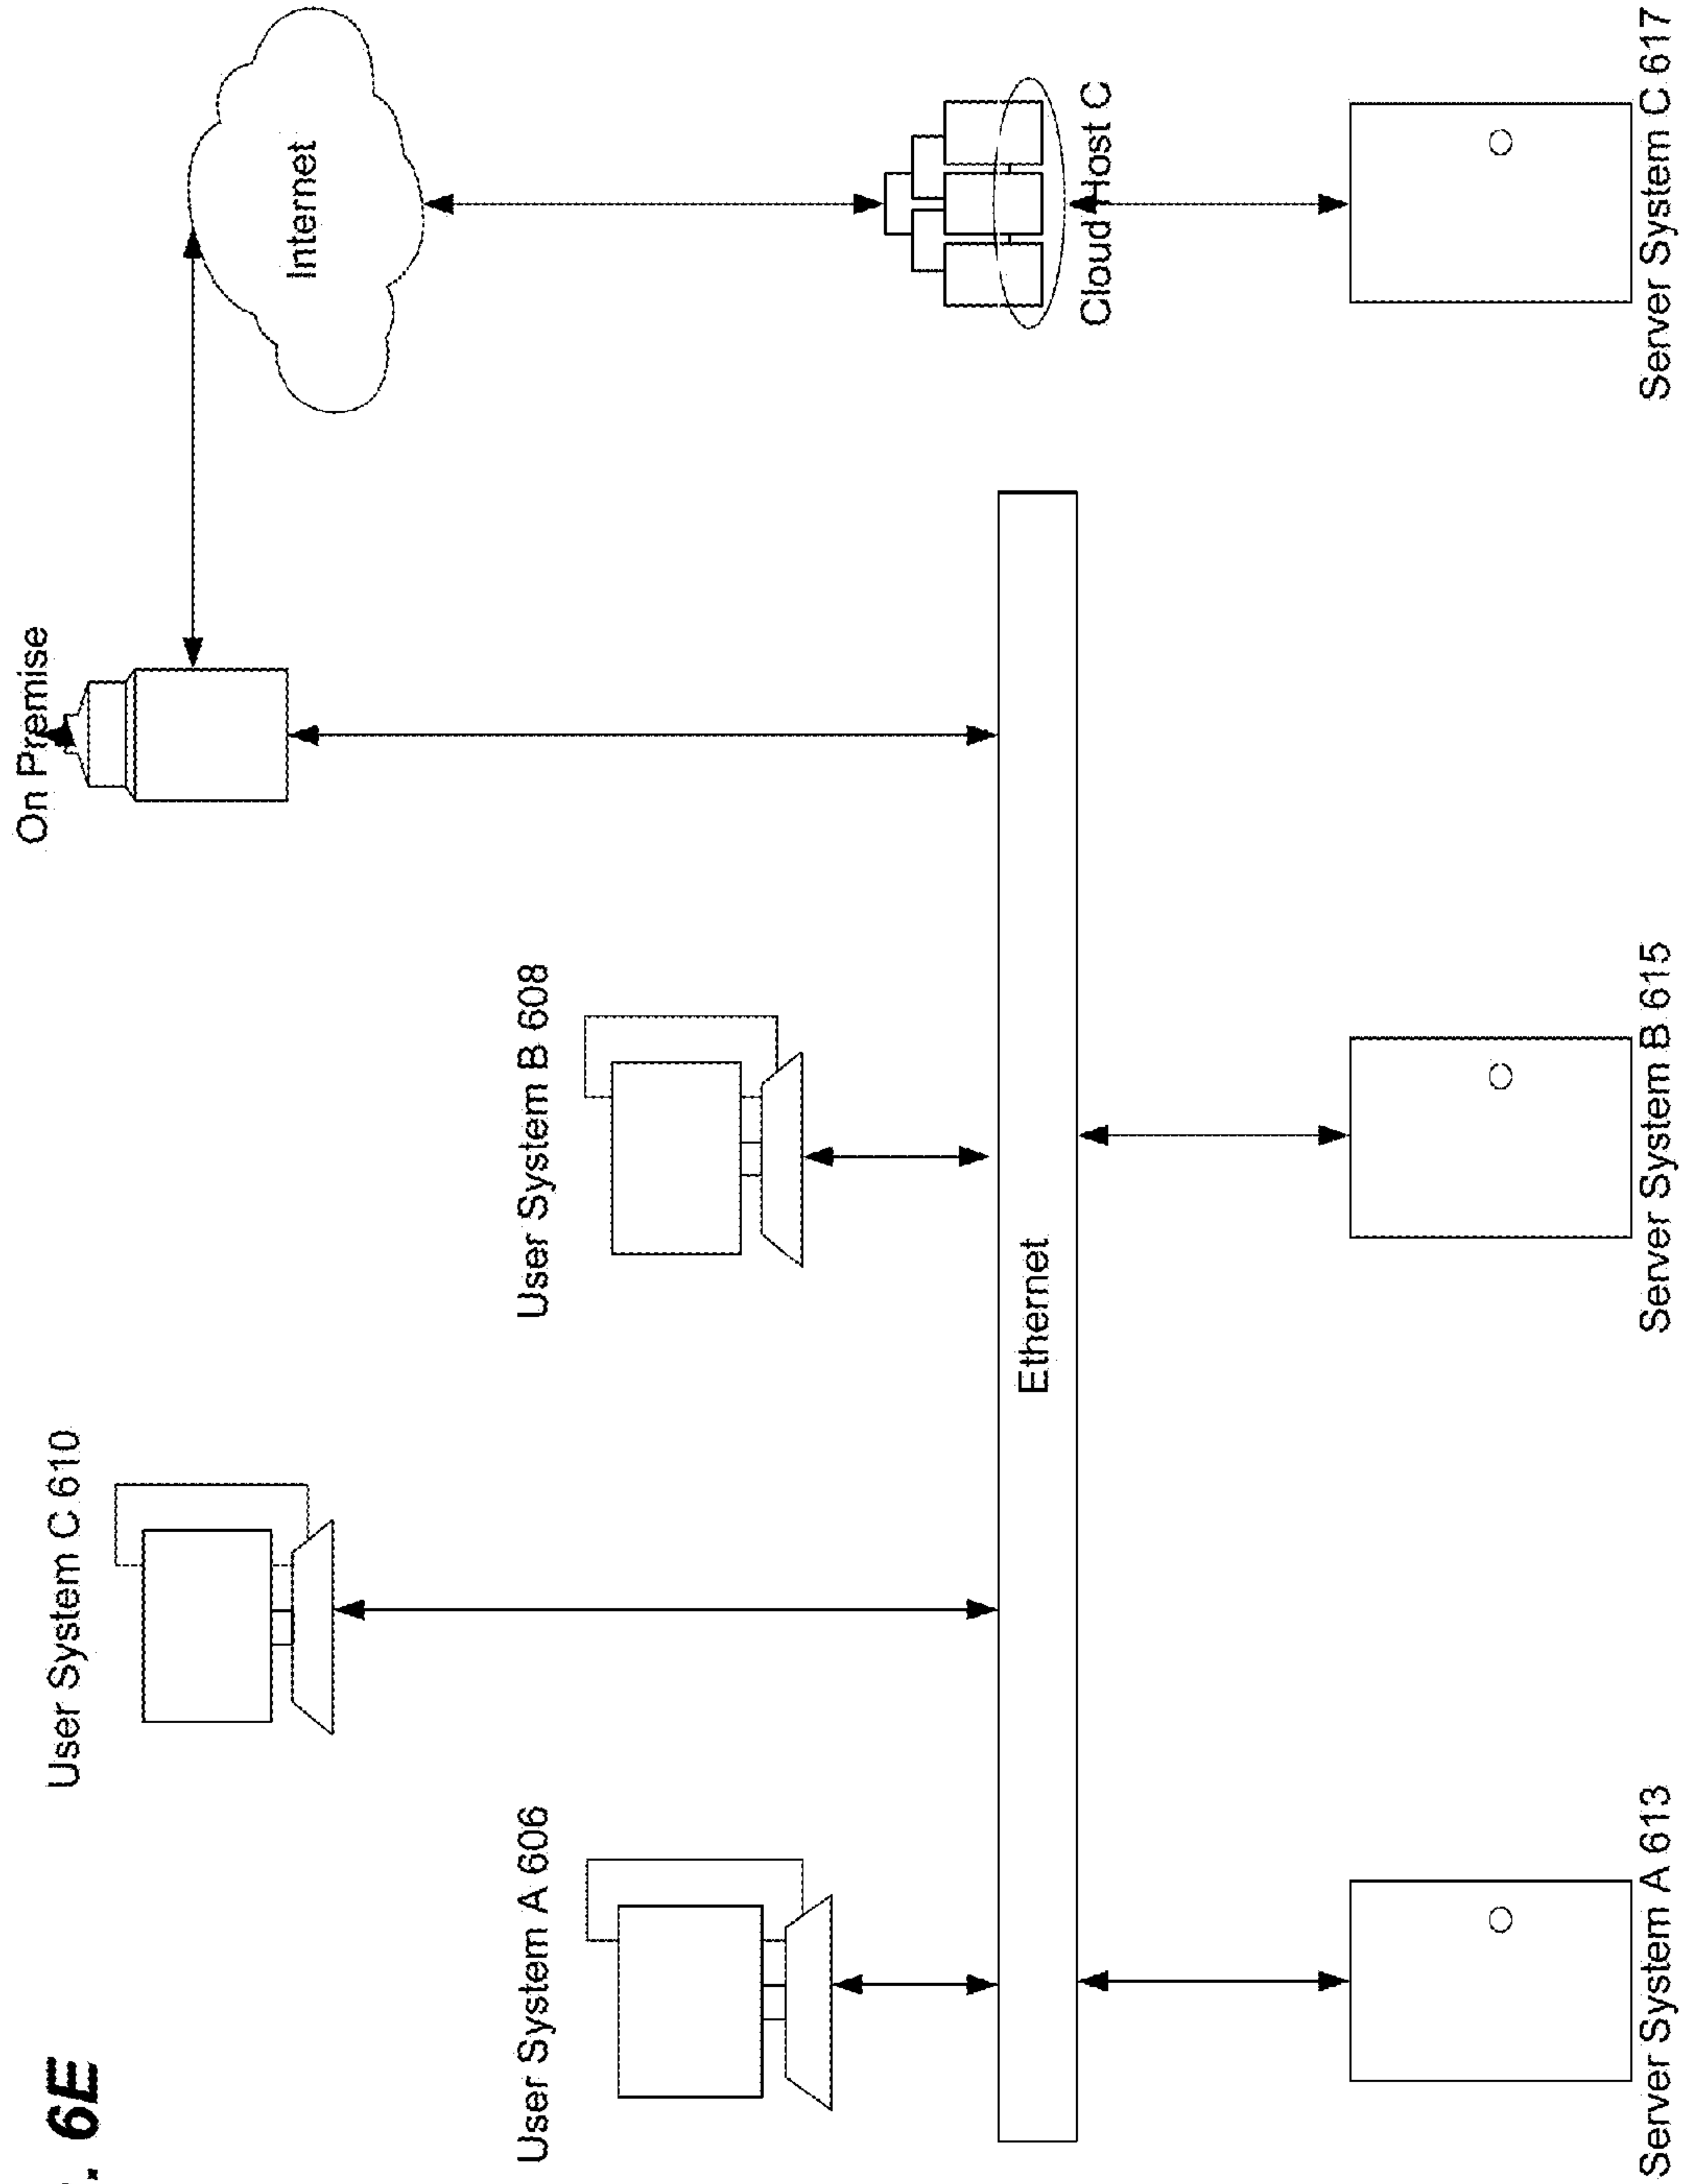 . 6E
On Premise
Internet
User System C 610
User System A 606
User System B 608
Ethernet
Cloud Host C
Server System A 613
Server System B 615
Server System C 617